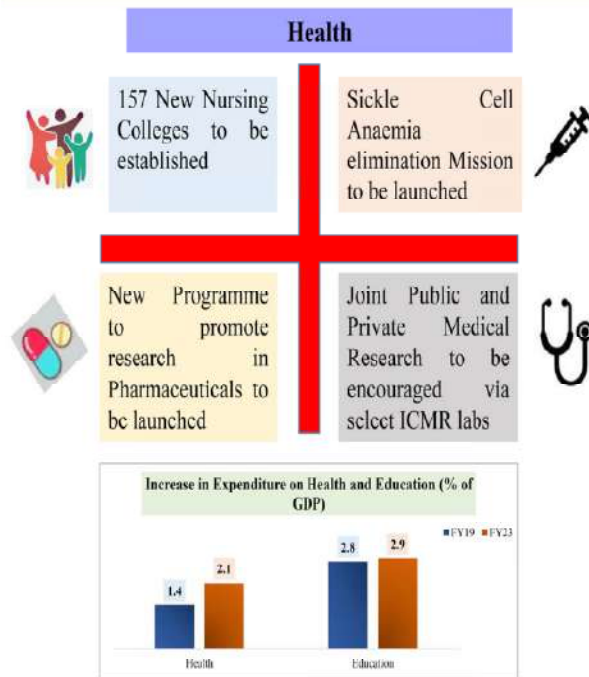 Health
157 New Nursing
Colleges to be
established
Sickle Cell
Anaemia
elimination Mission
to be launched
New Programme
to promote
research in
Pharmaceuticals to
be launched
Joint Public and
Private Medical
Research to be
encouraged via
select ICMR labs
Increase in Expenditure on Health and Education (% of
GDP)
FY19 FY23
1.4
2.1
2.8
2.9
Health Education